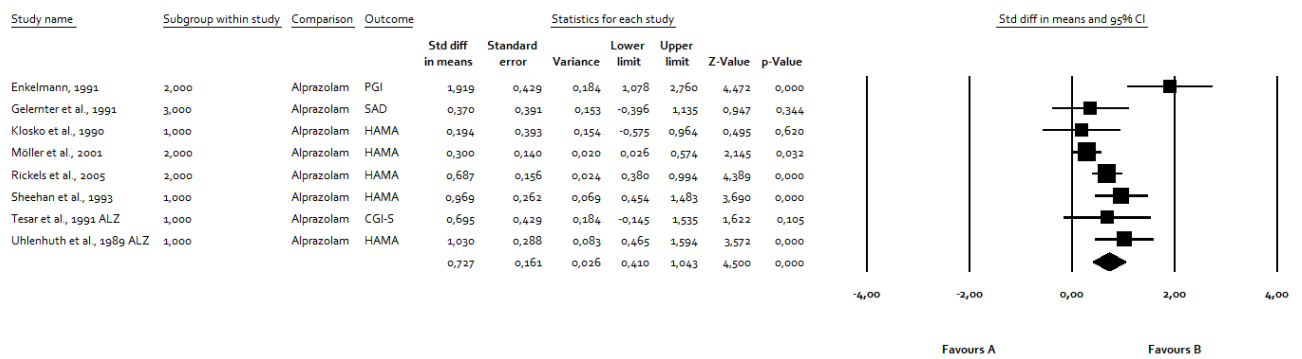 Study name Subgroup within study Comparison Outcome Statistics for each study Std diff in means and 95% CI
Std diff in means Standard error Variance Lower limit Upper limit Z-Value p-Value
Enkelmann, 1991 2,000 Alprazolam PGI 1,919 0,429 0,184 1,078 2,760 4,472 0,000
Gelernter et al., 1991 3,000 Alprazolam SAD 0,370 0,391 0,153 -0,396 1,135 0,947 0,344
Klosko et al., 1990 1,000 Alprazolam HAMA 0,194 0,393 0,154 -0,575 0,964 0,495 0,620
Möller et al., 2001 2,000 Alprazolam HAMA 0,300 0,140 0,020 0,026 0,574 2,145 0,032
Rickels et al., 2005 2,000 Alprazolam HAMA 0,687 0,156 0,024 0,380 0,994 4,389 0,000
Sheehan et al., 1993 1,000 Alprazolam HAMA 0,969 0,262 0,069 0,454 1,483 3,690 0,000
Tesar et al., 1991 ALZ 1,000 Alprazolam CGI-S 0,695 0,429 0,184 -0,145 1,535 1,622 0,105
Uhlenhuth et al., 1989 ALZ 1,000 Alprazolam HAMA 1,030 0,288 0,083 0,465 1,594 3,572 0,000
0,727 0,161 0,026 0,410 1,043 4,500 0,000
-4,00 -2,00 0,00 2,00 4,00
Favours A Favours B